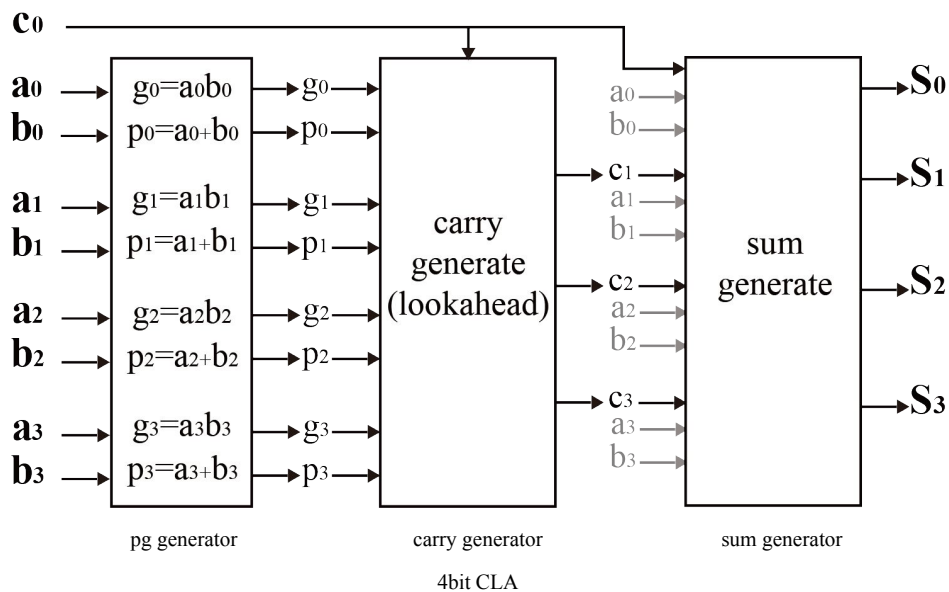 c0
a0
b0
a1
b1
a2
b2
a3
b3
g0=a0b0
p0=a0+b0
g1=a1b1
p1=a1+b1
g2=a2b2
p2=a2+b2
g3=a3b3
p3=a3+b3
pg generator
g0
p0
g1
p1
g2
p2
g3
p3
carry
generate
(lookahead)
carry generator
a0
b0
c1
a1
b1
c2
a2
b2
c3
a3
b3
sum
generate
sum generator
S0
S1
S2
S3
4bit CLA